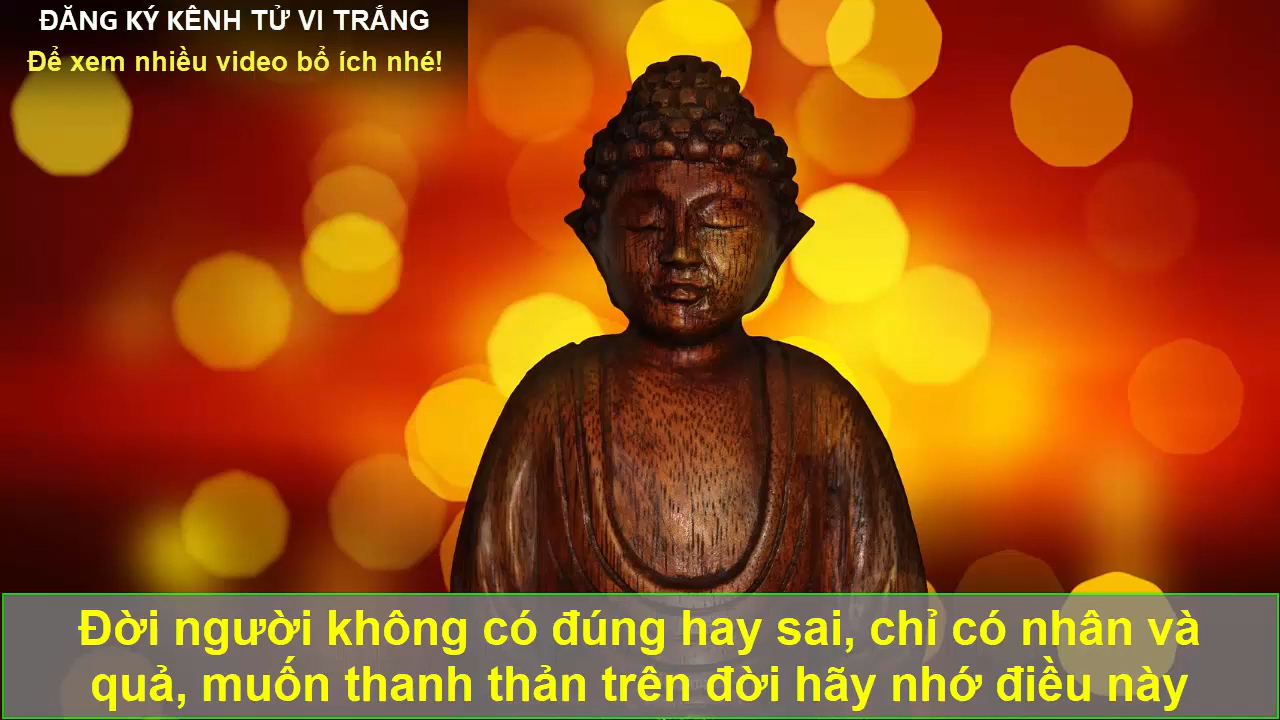 ĐĂNG KÝ KÊNH TỬ VI TRẮNG
Để xem nhiều video bổ ích nhé!
Đời người không có đúng hay sai, chỉ có nhân và
quả, muốn thanh thản trên đời hãy nhớ điều này